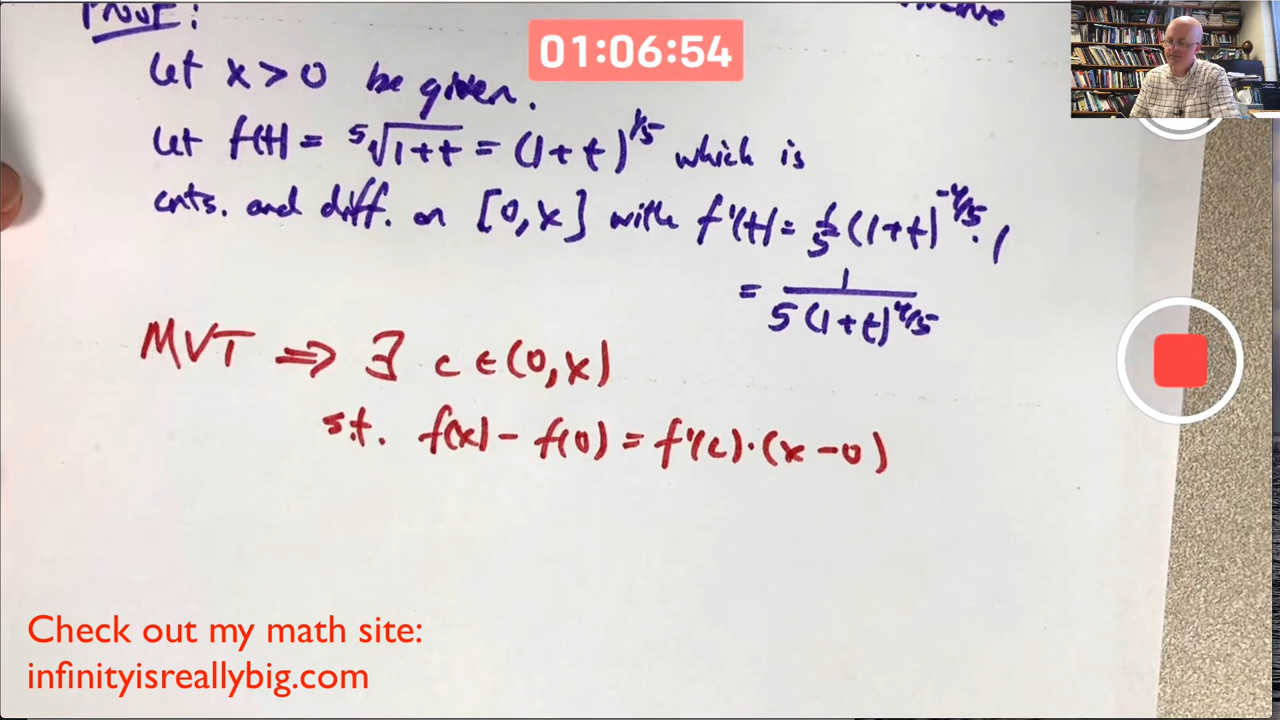 Proof:
01:06:54
Let x > 0 be given.
Let f(t) = ⁵√(1+t) = (1+t)^1/5 which is
cnts. and diff. on [0,x] with f'(t) = 1/5 (1+t)^-4/5 · 1
= 1/(5(1+t)^4/5)
MVT ⇒ ∃ c ∈ (0,x)
s.t. f(x) - f(0) = f'(c)·(x-0)
Check out my math site:
infinityisreallybig.com